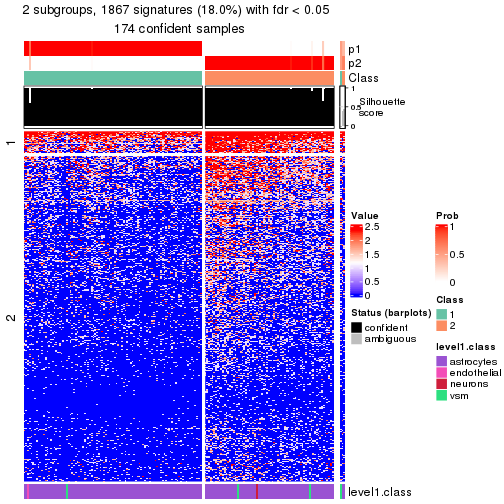 2 subgroups, 1867 signatures (18.0%) with fdr < 0.05
174 confident samples
p1
p2
Class
1
0.5
0
Silhouette
score
1
2
level1.class
Value
2.5
2
1.5
1
0.5
0
Prob
1
0.5
0
Status (barplots)
confident
ambiguous
Class
1
2
level1.class
astrocytes
endothelial
neurons
vsm